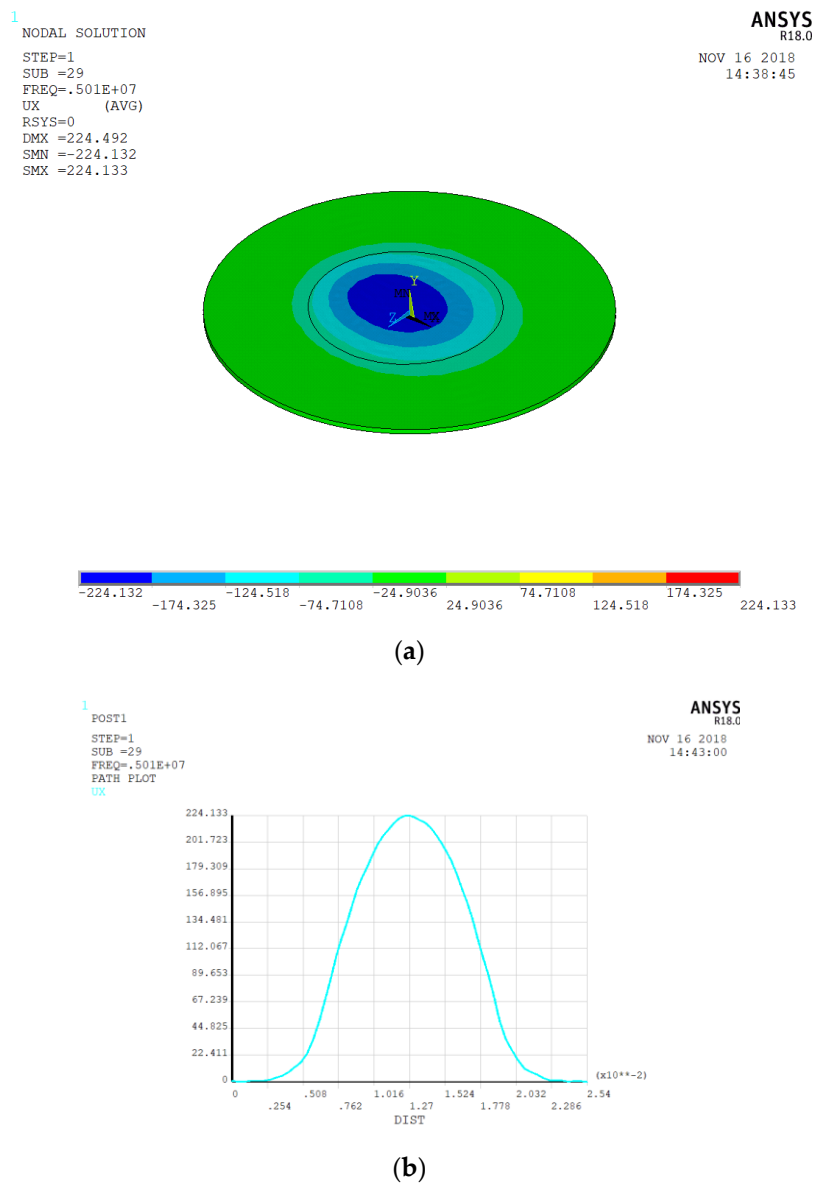 1
NODAL SOLUTION
ANSYS
R18.0
STEP=1
SUB =29
FREQ=.501E+07
UX (AVG)
RSYS=0
DMX =224.492
SMN =-224.132
SMX =224.133
NOV 16 2018
14:38:45
Y
Z
MX
-224.132 -124.518 -24.9036 74.7108 174.325
-174.325 -74.7108 24.9036 124.518 224.133
(a)
1
POST1
ANSYS
R18.0
STEP=1
SUB =29
FREQ=.501E+07
PATH PLOT
UX
NOV 16 2018
14:43:00
224.133
201.723
179.309
156.895
134.481
112.067
89.653
67.239
44.825
22.411
0
(x10**-2)
0 .508 1.016 1.524 2.032 2.54
.254 .762 1.27 1.778 2.286
DIST
(b)